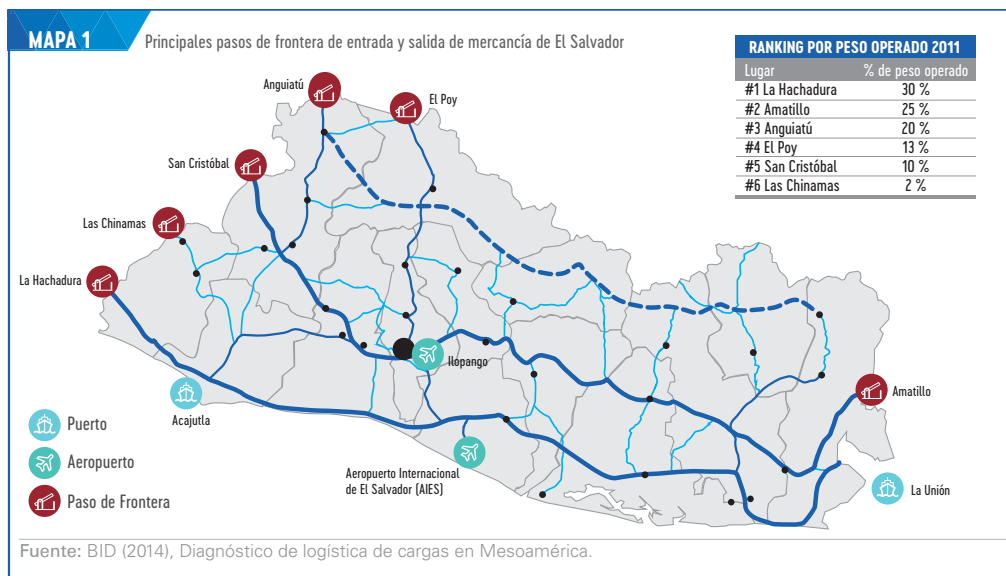 MAPA 1
Principales pasos de frontera de entrada y salida de mercancía de El Salvador
RANKING POR PESO OPERADO 2011
Lugar % de peso operado
#1 La Hachadura 30 %
#2 Amatillo 25 %
#3 Anguiatú 20 %
#4 El Poy 13 %
#5 San Cristóbal 10 %
#6 Las Chinamas 2 %
Anguiatú
El Poy
San Cristóbal
Las Chinamas
La Hachadura
Ilopango
Amatillo
Acajutla
Puerto
Aeropuerto
Paso de Frontera
Aeropuerto Internacional
de El Salvador (AIES)
La Unión
Fuente: BID (2014), Diagnóstico de logística de cargas en Mesoamérica.